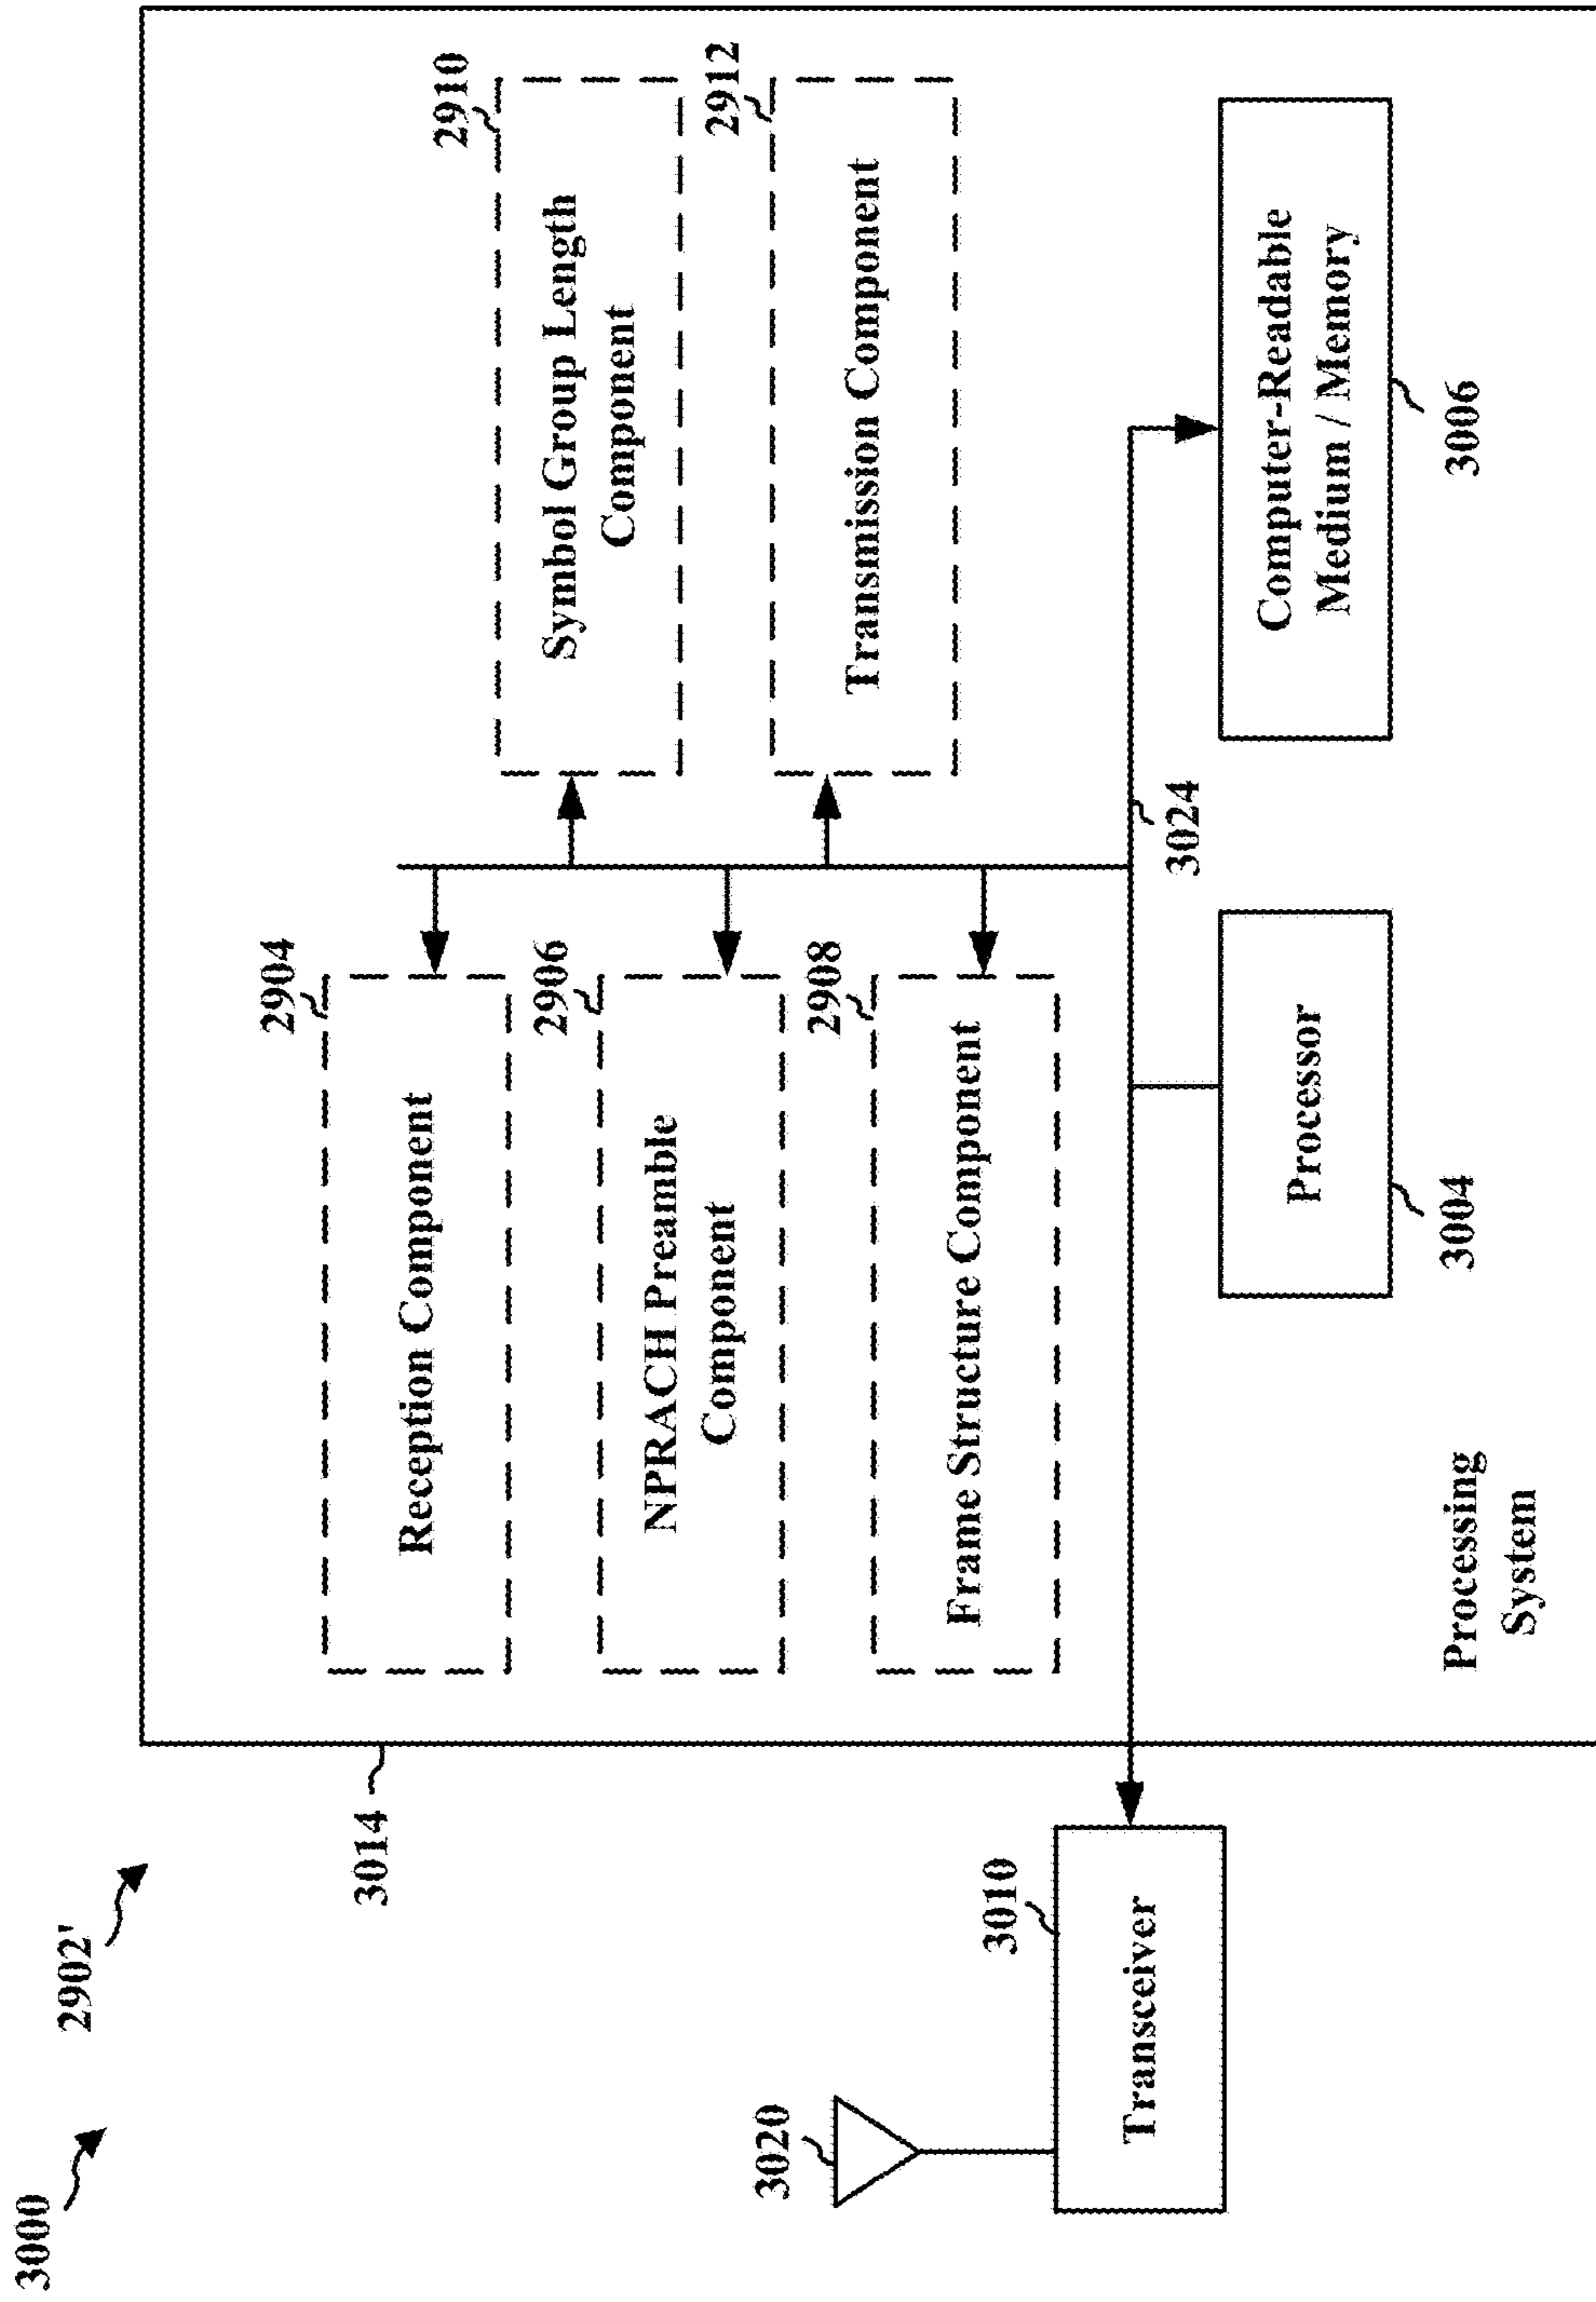 3000
2902'
3014
2904
Reception Component
2910
Symbol Group Length
Component
2906
NPRACH Preamble
Component
2912
Transmission Component
2908
Frame Structure Component
3020
3010
Transceiver
3024
Processor
3004
Computer-Readable
Medium / Memory
3006
Processing
System